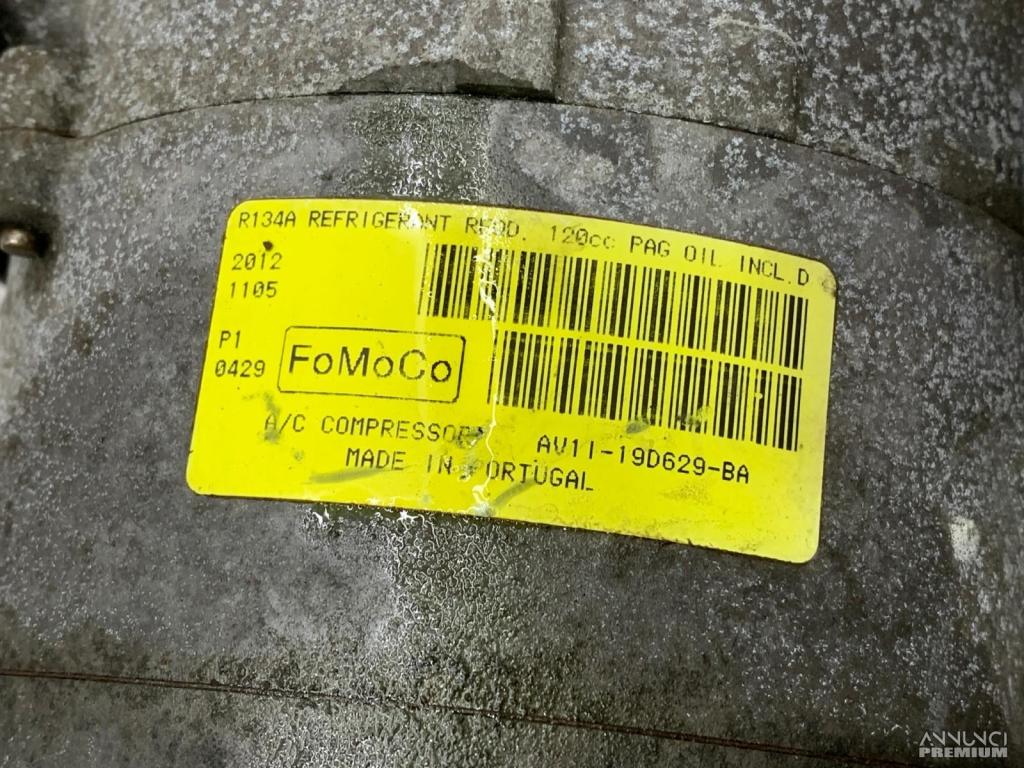 R134A REFRIGERANT REQD. 120cc PAG OIL INCL.D
2012
1105
P1
0429
FoMoCo
A/C COMPRESSOR
AV11-19D629-BA
MADE IN PORTUGAL
ANNUNCI
PREMIUM